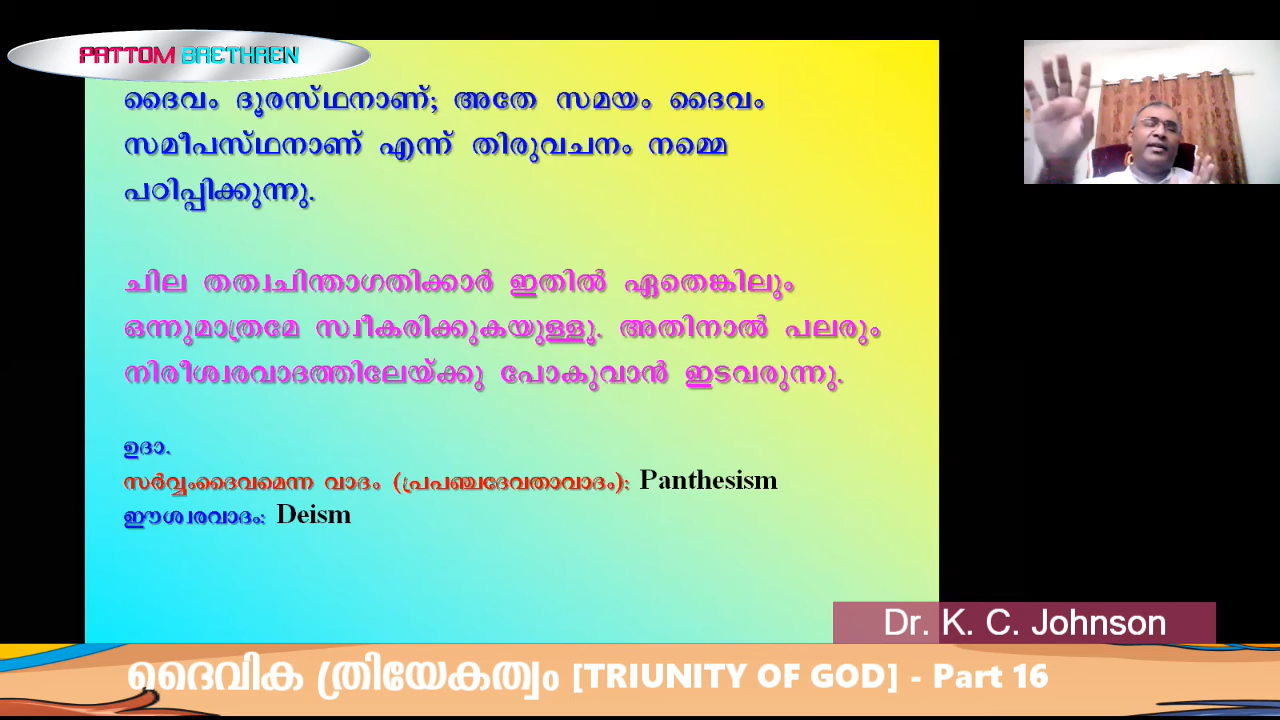 PATTOM BRETHREN
ദൈവം ദൂരസ്ഥനാണ്; അതേ സമയം ദൈവം
സമീപസ്ഥനാണ് എന്ന് തിരുവചനം നമ്മെ
പഠിപ്പിക്കുന്നു.
ചില തത്വചിന്താഗതിക്കാർ ഇതിൽ ഏതെങ്കിലും
ഒന്നുമാത്രമേ സ്വീകരിക്കുകയുള്ളൂ. അതിനാൽ പലരും
നിരീശ്വരവാദത്തിലേയ്ക്കു പോകുവാൻ ഇടവരുന്നു.
ഉദാ.
സർവ്വംദൈവമെന്ന വാദം (പ്രപഞ്ചദേവതാവാദം): Panthesism
ഈശ്വരവാദം: Deism
Dr. K. C. Johnson
ദൈവിക ത്രിയേകത്വം [TRIUNITY OF GOD] - Part 16